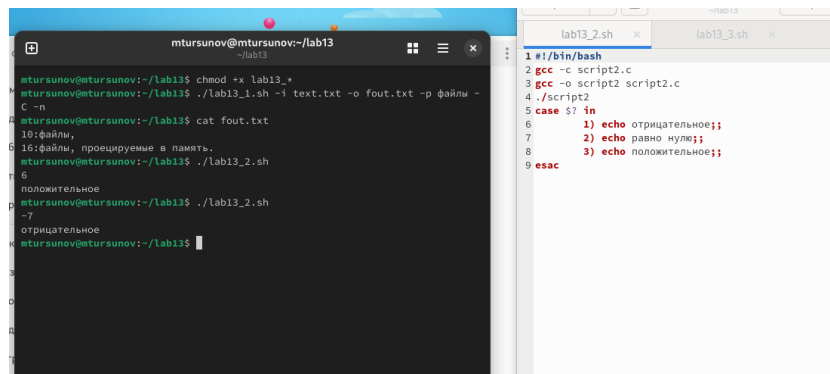 mtursunov@mtursunov:~/lab13
~/lab13
mtursunov@mtursunov:~/lab13$ chmod +x lab13_*
mtursunov@mtursunov:~/lab13$ ./lab13_1.sh -i text.txt -o fout.txt -p файлы -
C -n
mtursunov@mtursunov:~/lab13$ cat fout.txt
10:файлы,
16:файлы, проецируемые в память.
mtursunov@mtursunov:~/lab13$ ./lab13_2.sh
6
положительное
mtursunov@mtursunov:~/lab13$ ./lab13_2.sh
-7
отрицательное
mtursunov@mtursunov:~/lab13$
~/lab13
lab13_2.sh ×
lab13_3.sh ×
1 #!/bin/bash
2 gcc -c script2.c
3 gcc -o script2 script2.c
4 ./script2
5 case $? in
6 1) echo отрицательное;;
7 2) echo равно нулю;;
8 3) echo положительное;;
9 esac